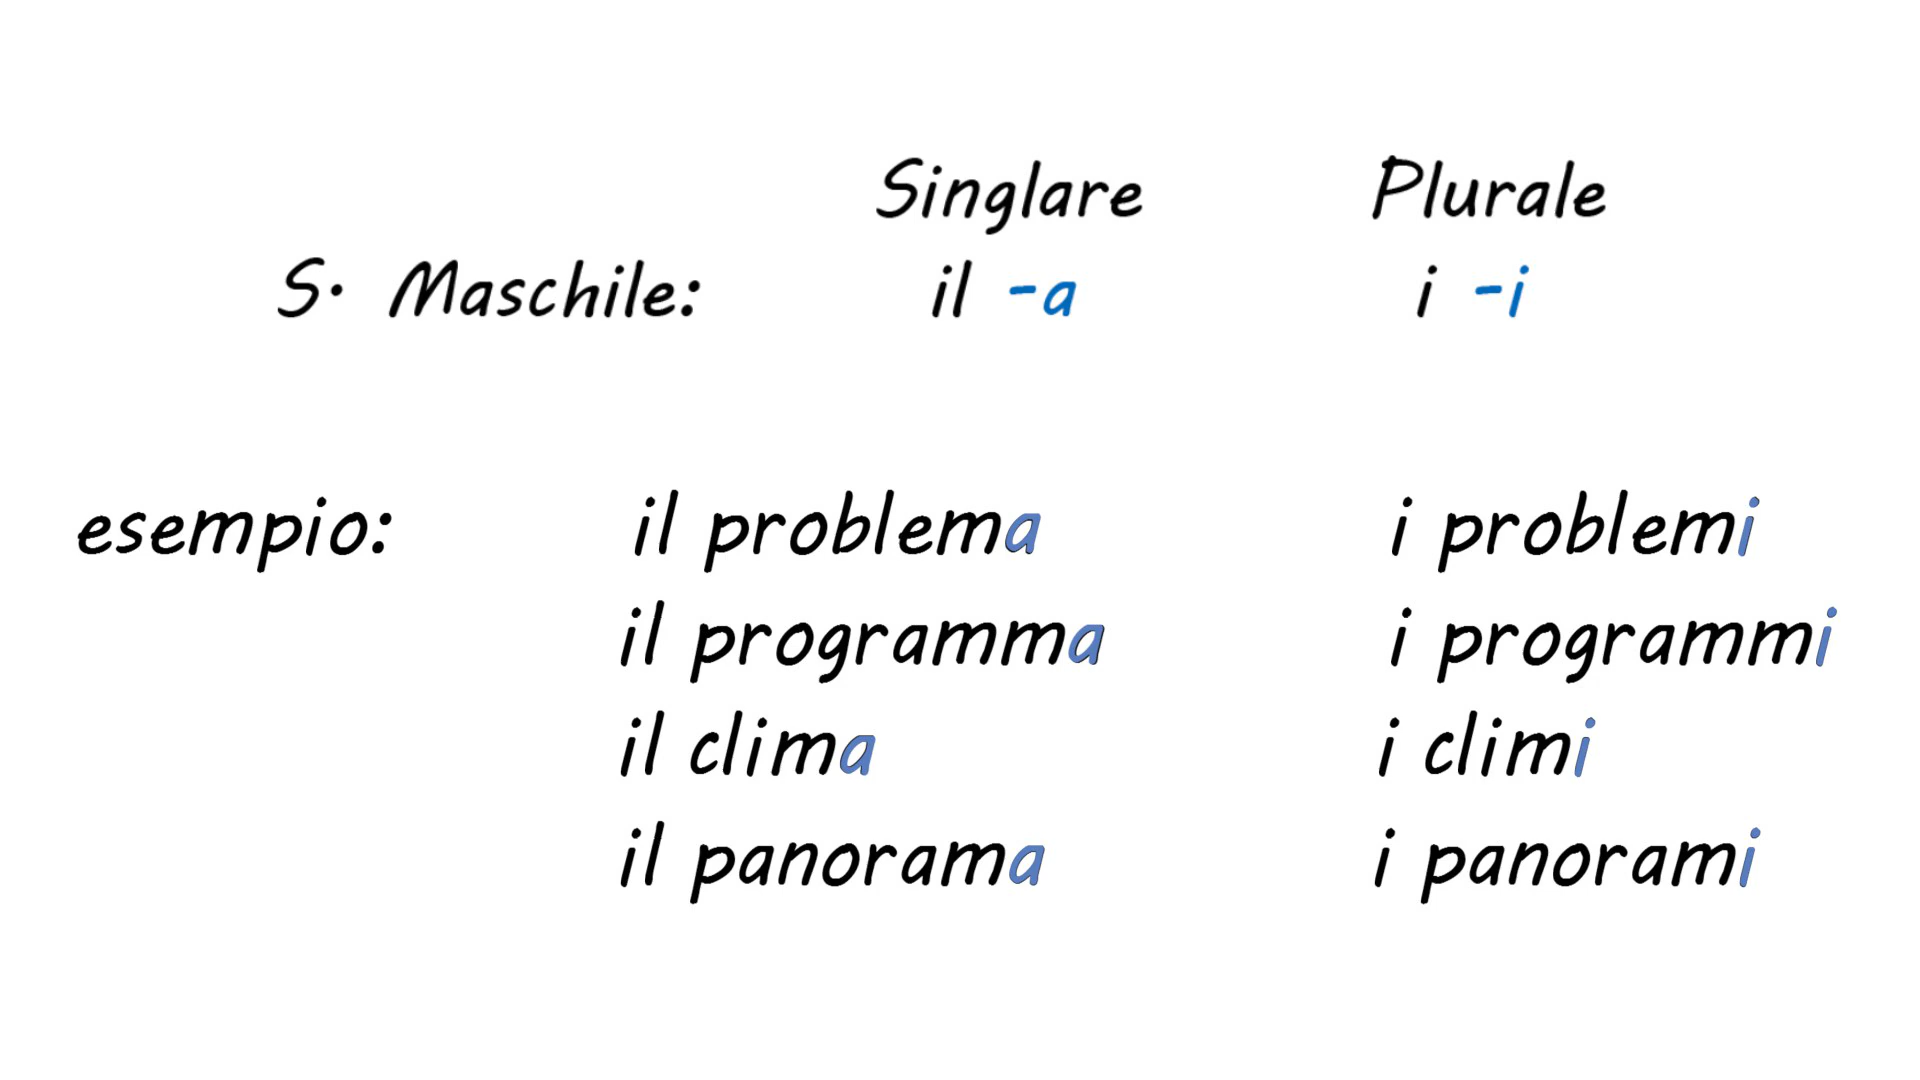 Singlare Plurale
S. Maschile: il -a i -i
esempio: il problema i problemi
il programma i programmi
il clima i climi
il panorama i panorami